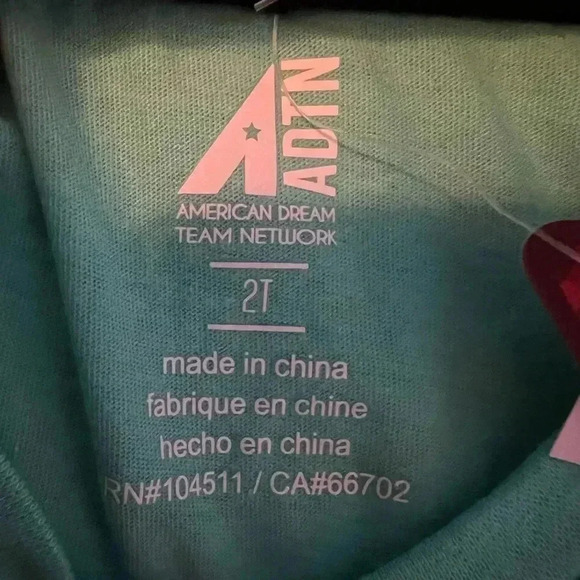 ADTN
AMERICAN DREAM
TEAM NETWORK
2T
made in china
fabrique en chine
hecho en china
RN#104511 / CA#66702